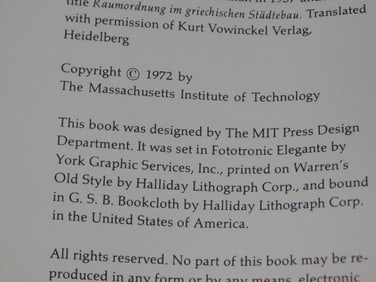 title Raumordnung im griechischen Städtebau. Translated
with permission of Kurt Vowinckel Verlag,
Heidelberg
Copyright © 1972 by
The Massachusetts Institute of Technology
This book was designed by The MIT Press Design
Department. It was set in Fototronic Elegante by
York Graphic Services, Inc., printed on Warren's
Old Style by Halliday Lithograph Corp., and bound
in G. S. B. Bookcloth by Halliday Lithograph Corp.
in the United States of America.
All rights reserved. No part of this book may be re-
produced in any form or by any means, electronic